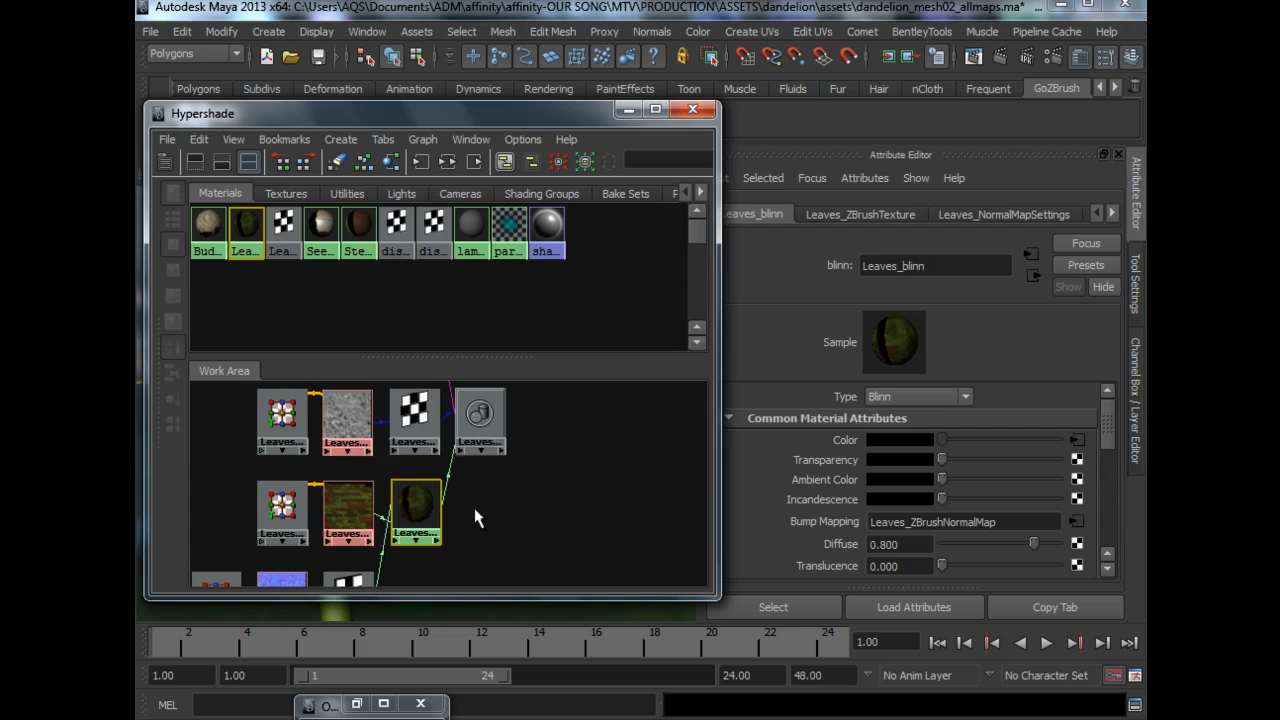 Autodesk Maya 2013 x64: C:\Users\AQS\Documents\ADM\affinity\affinity-OUR SONG\MTV\PRODUCTION\ASSETS\dandelion\assets\dandelion_mesh02_allmaps.ma*
File Edit Modify Create Display Window Assets Select Mesh Edit Mesh Proxy Normals Color Create UVs Edit UVs Comet BentleyTools Muscle Pipeline Cache Help
Polygons
Polygons Subdivs Deformation Animation Dynamics Rendering PaintEffects Toon Muscle Fluids Fur Hair nCloth Frequent GoZBrush
Hypershade
File Edit View Bookmarks Create Tabs Graph Window Options Help
Materials Textures Utilities Lights Cameras Shading Groups Bake Sets
Bud... Lea... Lea... See... Ste... dis... dis... lam... par... sha...
Work Area
Leaves... Leaves... Leaves... Leaves...
Leaves... Leaves... Leaves...
Attribute Editor
Selected Focus Attributes Show Help
eaves_blinn Leaves_ZBrushTexture Leaves_NormalMapSettings
blinn: Leaves_blinn
Focus
Presets
Show Hide
Sample
Type Blinn
Common Material Attributes
Color
Transparency
Ambient Color
Incandescence
Bump Mapping Leaves_ZBrushNormalMap
Diffuse 0.800
Translucence 0.000
Select Load Attributes Copy Tab
Attribute Editor
Tool Settings
Channel Box / Layer Editor
2 4 6 8 10 12 14 16 18 20 22 24
1.00
1.00 1.00 1 24 24.00 48.00 No Anim Layer No Character Set
MEL
O...